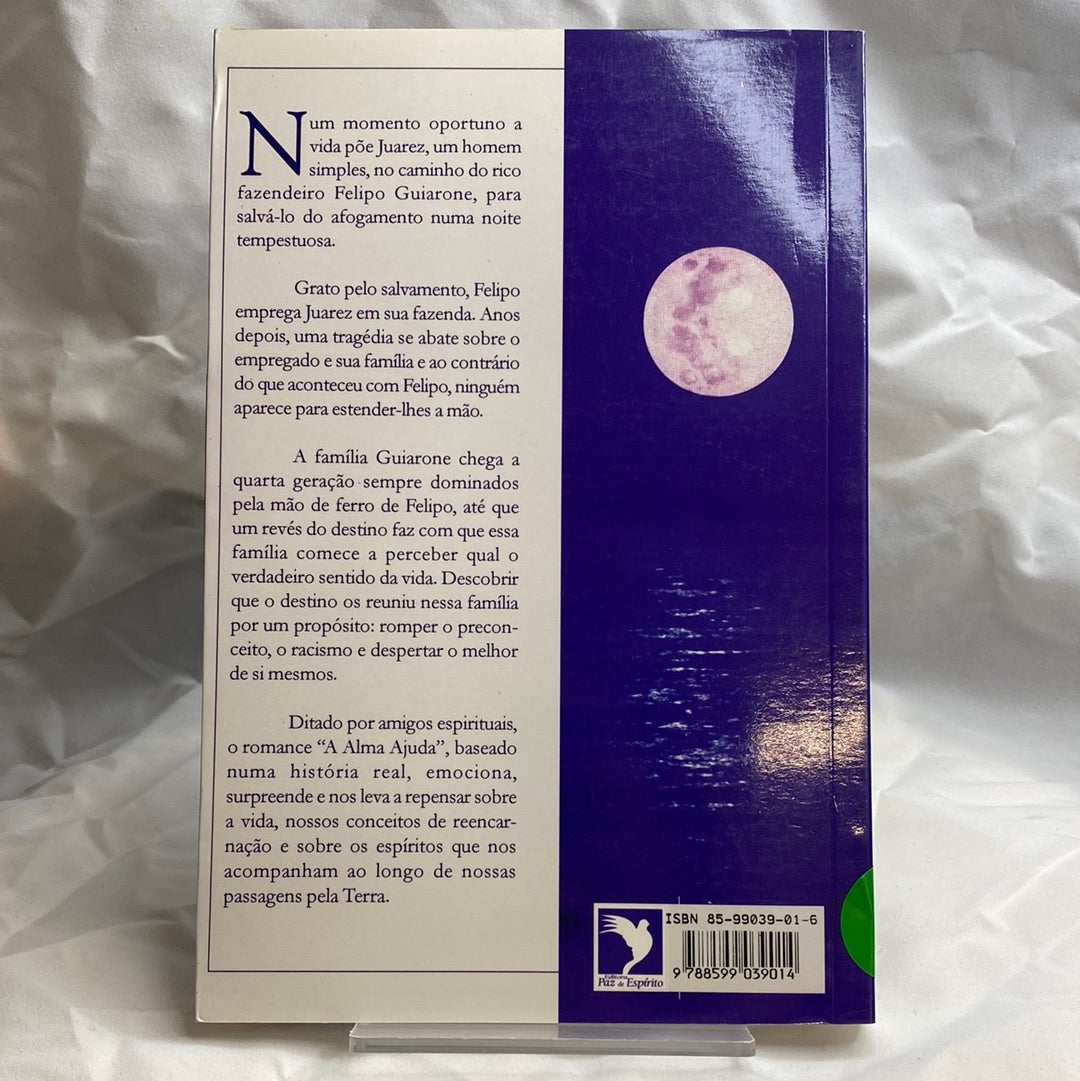 Num momento oportuno a
vida põe Juarez, um homem
simples, no caminho do rico
fazendeiro Felipo Guiarone, para
salvá-lo do afogamento numa noite
tempestuosa.
Grato pelo salvamento, Felipo
emprega Juarez em sua fazenda. Anos
depois, uma tragédia se abate sobre o
empregado e sua família e ao contrário
do que aconteceu com Felipo, ninguém
aparece para estender-lhes a mão.
A família Guiarone chega a
quarta geração sempre dominados
pela mão de ferro de Felipo, até que
um revés do destino faz com que essa
família comece a perceber qual o
verdadeiro sentido da vida. Descobrir
que o destino os reuniu nessa família
por um propósito: romper o precon-
ceito, o racismo e despertar o melhor
de si mesmos.
Ditado por amigos espirituais,
o romance “A Alma Ajuda”, baseado
numa história real, emociona,
surpreende e nos leva a repensar sobre
a vida, nossos conceitos de reencar-
nação e sobre os espíritos que nos
acompanham ao longo de nossas
passagens pela Terra.
ISBN 85-99039-01-6
9 788599 039014
Editora
Paz de Espírito